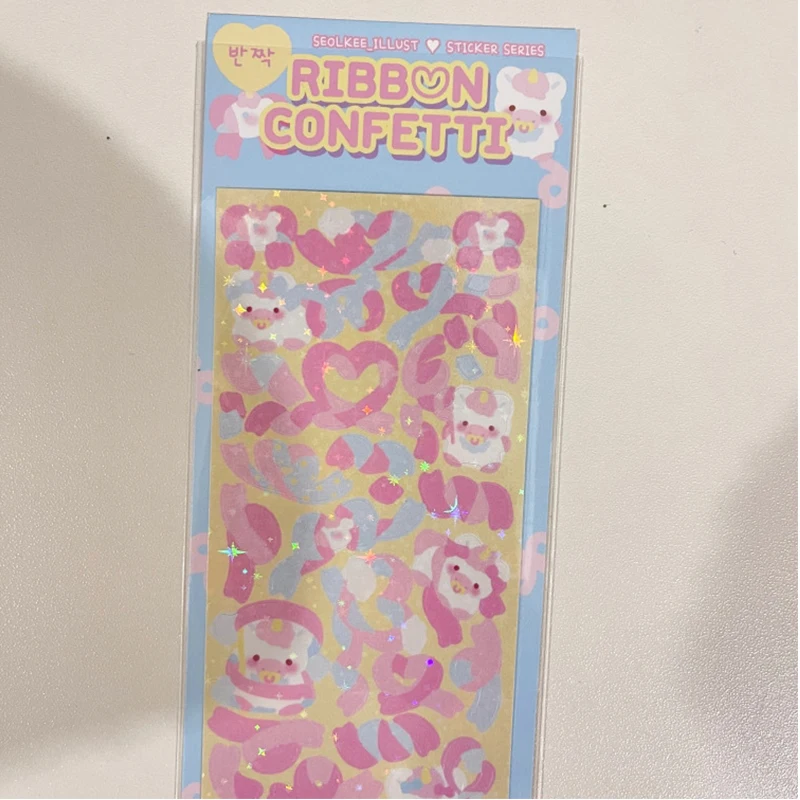 반짝
SEOLKEE_ILLUST ♥ STICKER SERIES
RIBBON
CONFETTI